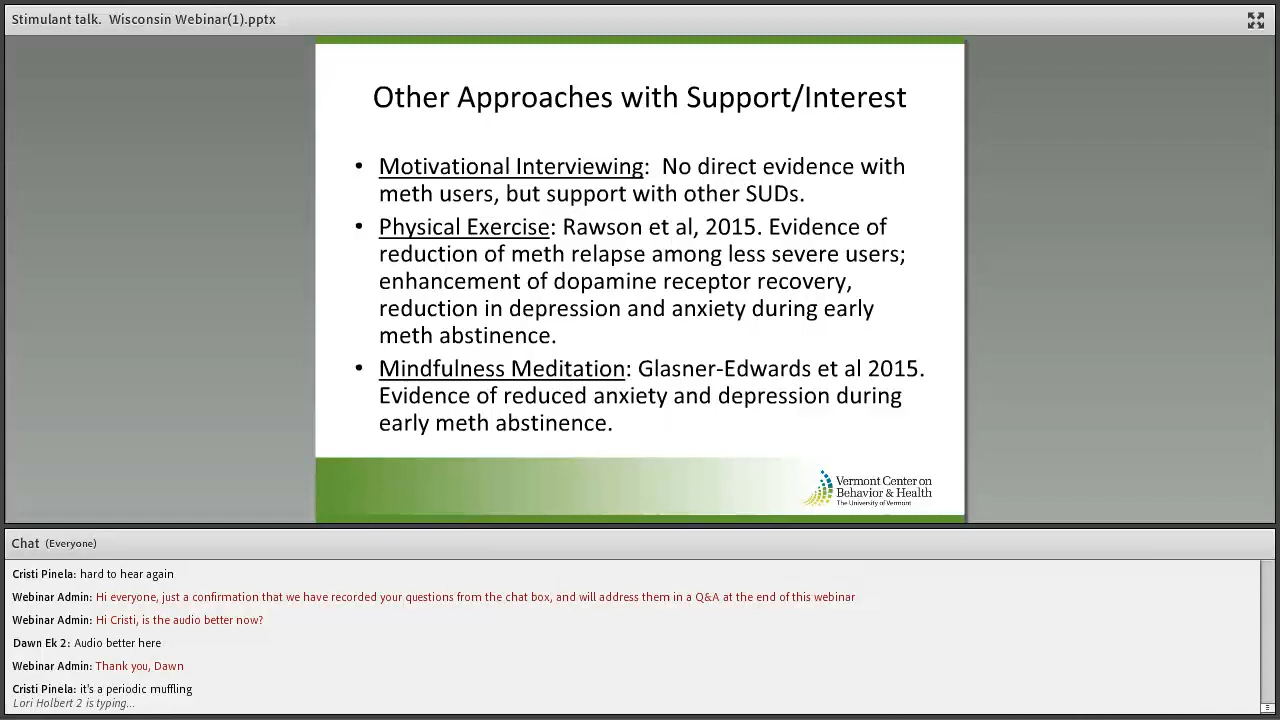 Stimulant talk.  Wisconsin Webinar(1).pptx
Other Approaches with Support/Interest
• Motivational Interviewing:  No direct evidence with
meth users, but support with other SUDs.
• Physical Exercise: Rawson et al, 2015. Evidence of
reduction of meth relapse among less severe users;
enhancement of dopamine receptor recovery,
reduction in depression and anxiety during early
meth abstinence.
• Mindfulness Meditation: Glasner-Edwards et al 2015.
Evidence of reduced anxiety and depression during
early meth abstinence.
Vermont Center on
Behavior & Health
The University of Vermont
Chat (Everyone)
Cristi Pinela: hard to hear again
Webinar Admin: Hi everyone, just a confirmation that we have recorded your questions from the chat box, and will address them in a Q&A at the end of this webinar
Webinar Admin: Hi Cristi, is the audio better now?
Dawn Ek 2: Audio better here
Webinar Admin: Thank you, Dawn
Cristi Pinela: it's a periodic muffling
Lori Holbert 2 is typing...